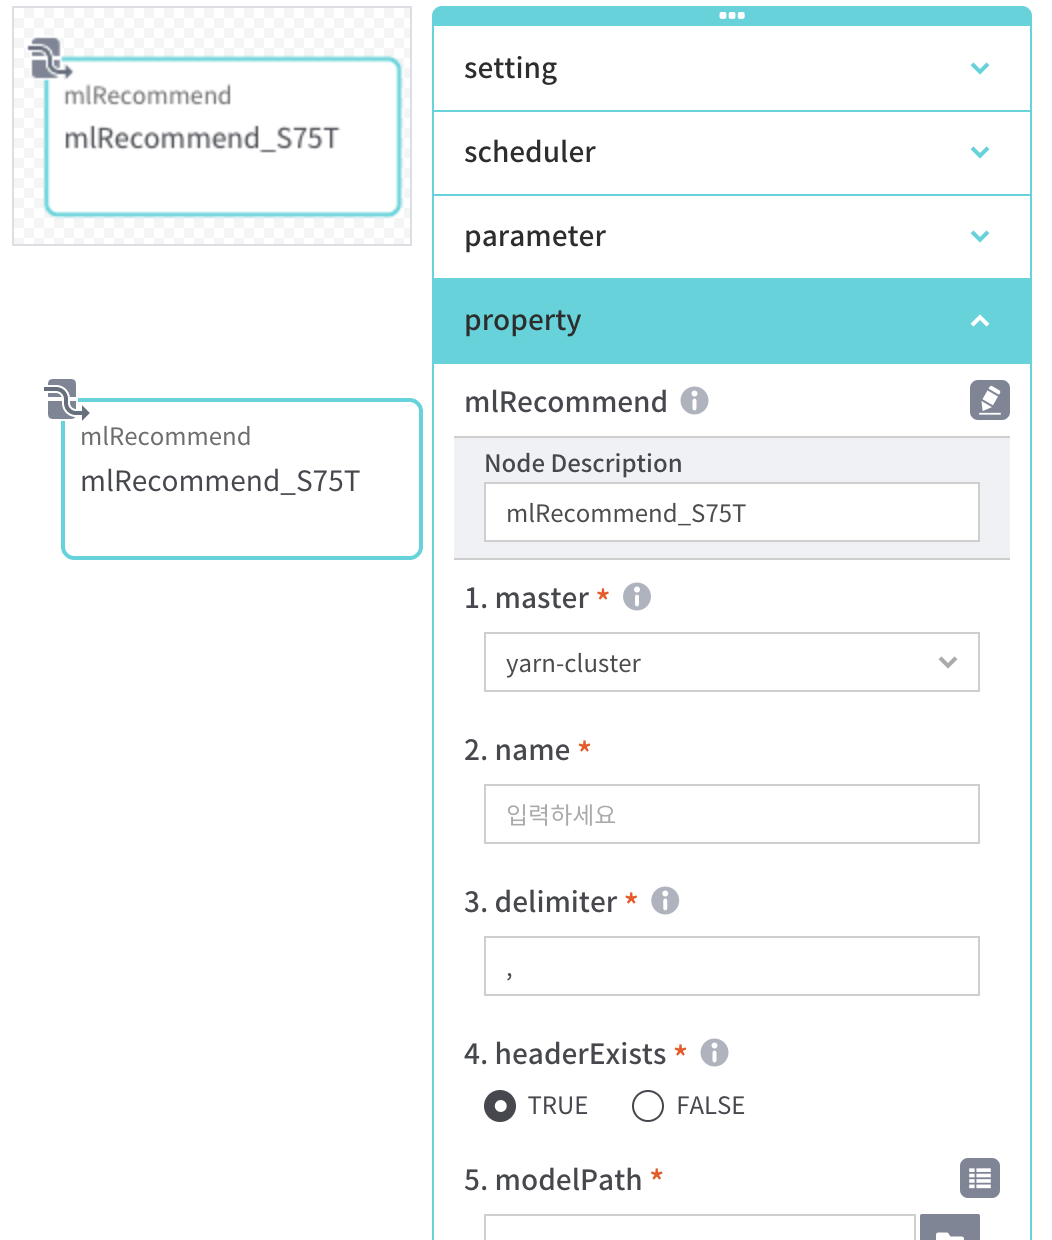 mlRecommend
mlRecommend_S75T
mlRecommend
mlRecommend_S75T
setting
scheduler
parameter
property
mlRecommend
Node Description
mlRecommend_S75T
1. master *
yarn-cluster
2. name *
입력하세요
3. delimiter *
,
4. headerExists *
TRUE FALSE
5. modelPath *